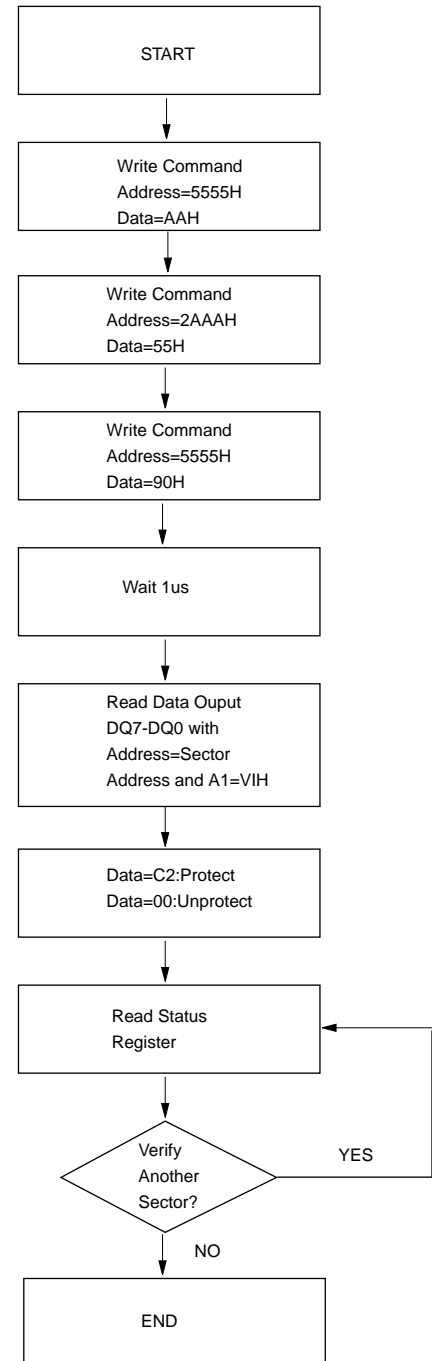 START
Write Command
Address=5555H
Data=AAH
Write Command
Address=2AAAH
Data=55H
Write Command
Address=5555H
Data=90H
Wait 1us
Read Data Ouput
DQ7-DQ0 with
Address=Sector
Address and A1=VIH
Data=C2:Protect
Data=00:Unprotect
Read Status
Register
Verify
Another
Sector?
YES
NO
END